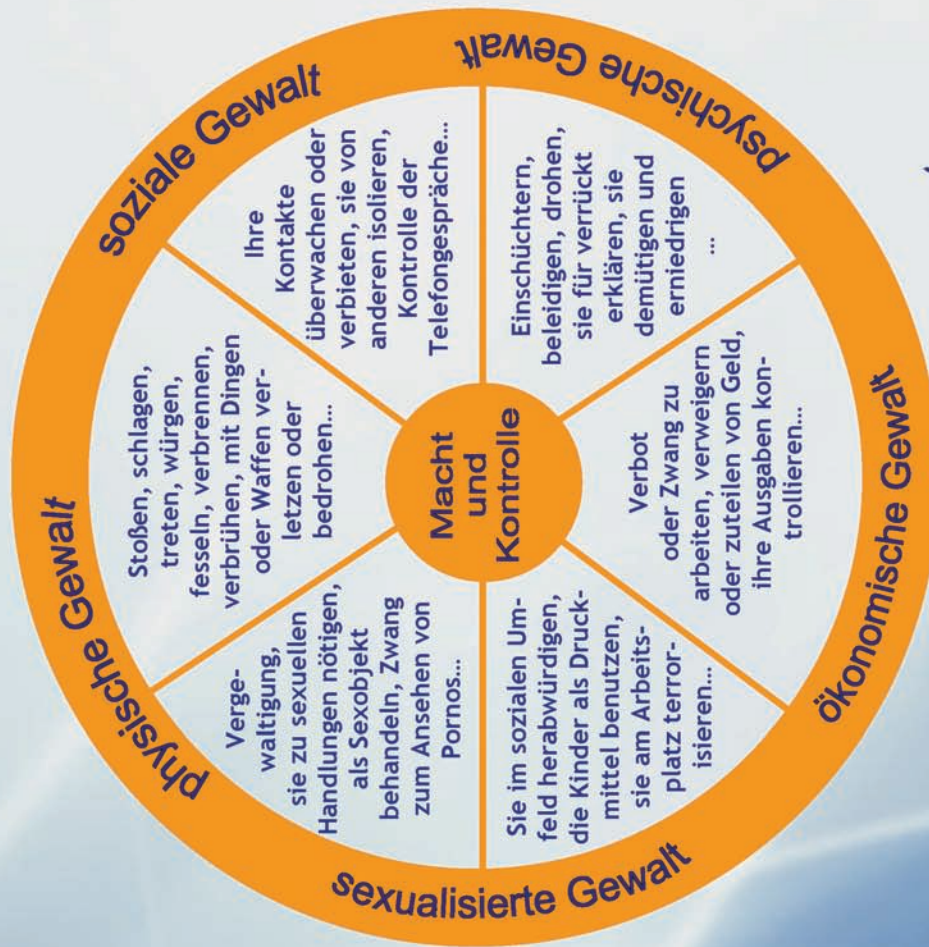 physische Gewalt
soziale Gewalt
psychische Gewalt
ökonomische Gewalt
sexualisierte Gewalt
Macht
und
Kontrolle
Stoßen, schlagen,
treten, würgen,
fesseln, verbrennen,
verbrühen, mit Dingen
oder Waffen ver-
letzen oder
bedrohen...
Ihre
Kontakte
überwachen oder
verbieten, sie von
anderen isolieren,
Kontrolle der
Telefongespräche...
Einschüchtern,
beleidigen, drohen,
sie für verrückt
erklären, sie
demütigen und
erniedrigen
...
Verbot
oder Zwang zu
arbeiten, verweigern
oder zuteilen von Geld,
ihre Ausgaben kon-
trollieren...
Sie im sozialen Um-
feld herabwürdigen,
die Kinder als Druck-
mittel benutzen,
sie am Arbeits-
platz terror-
isieren...
Verge-
waltigung,
sie zu sexuellen
Handlungen nötigen,
als Sexobjekt
behandeln, Zwang
zum Ansehen von
Pornos...